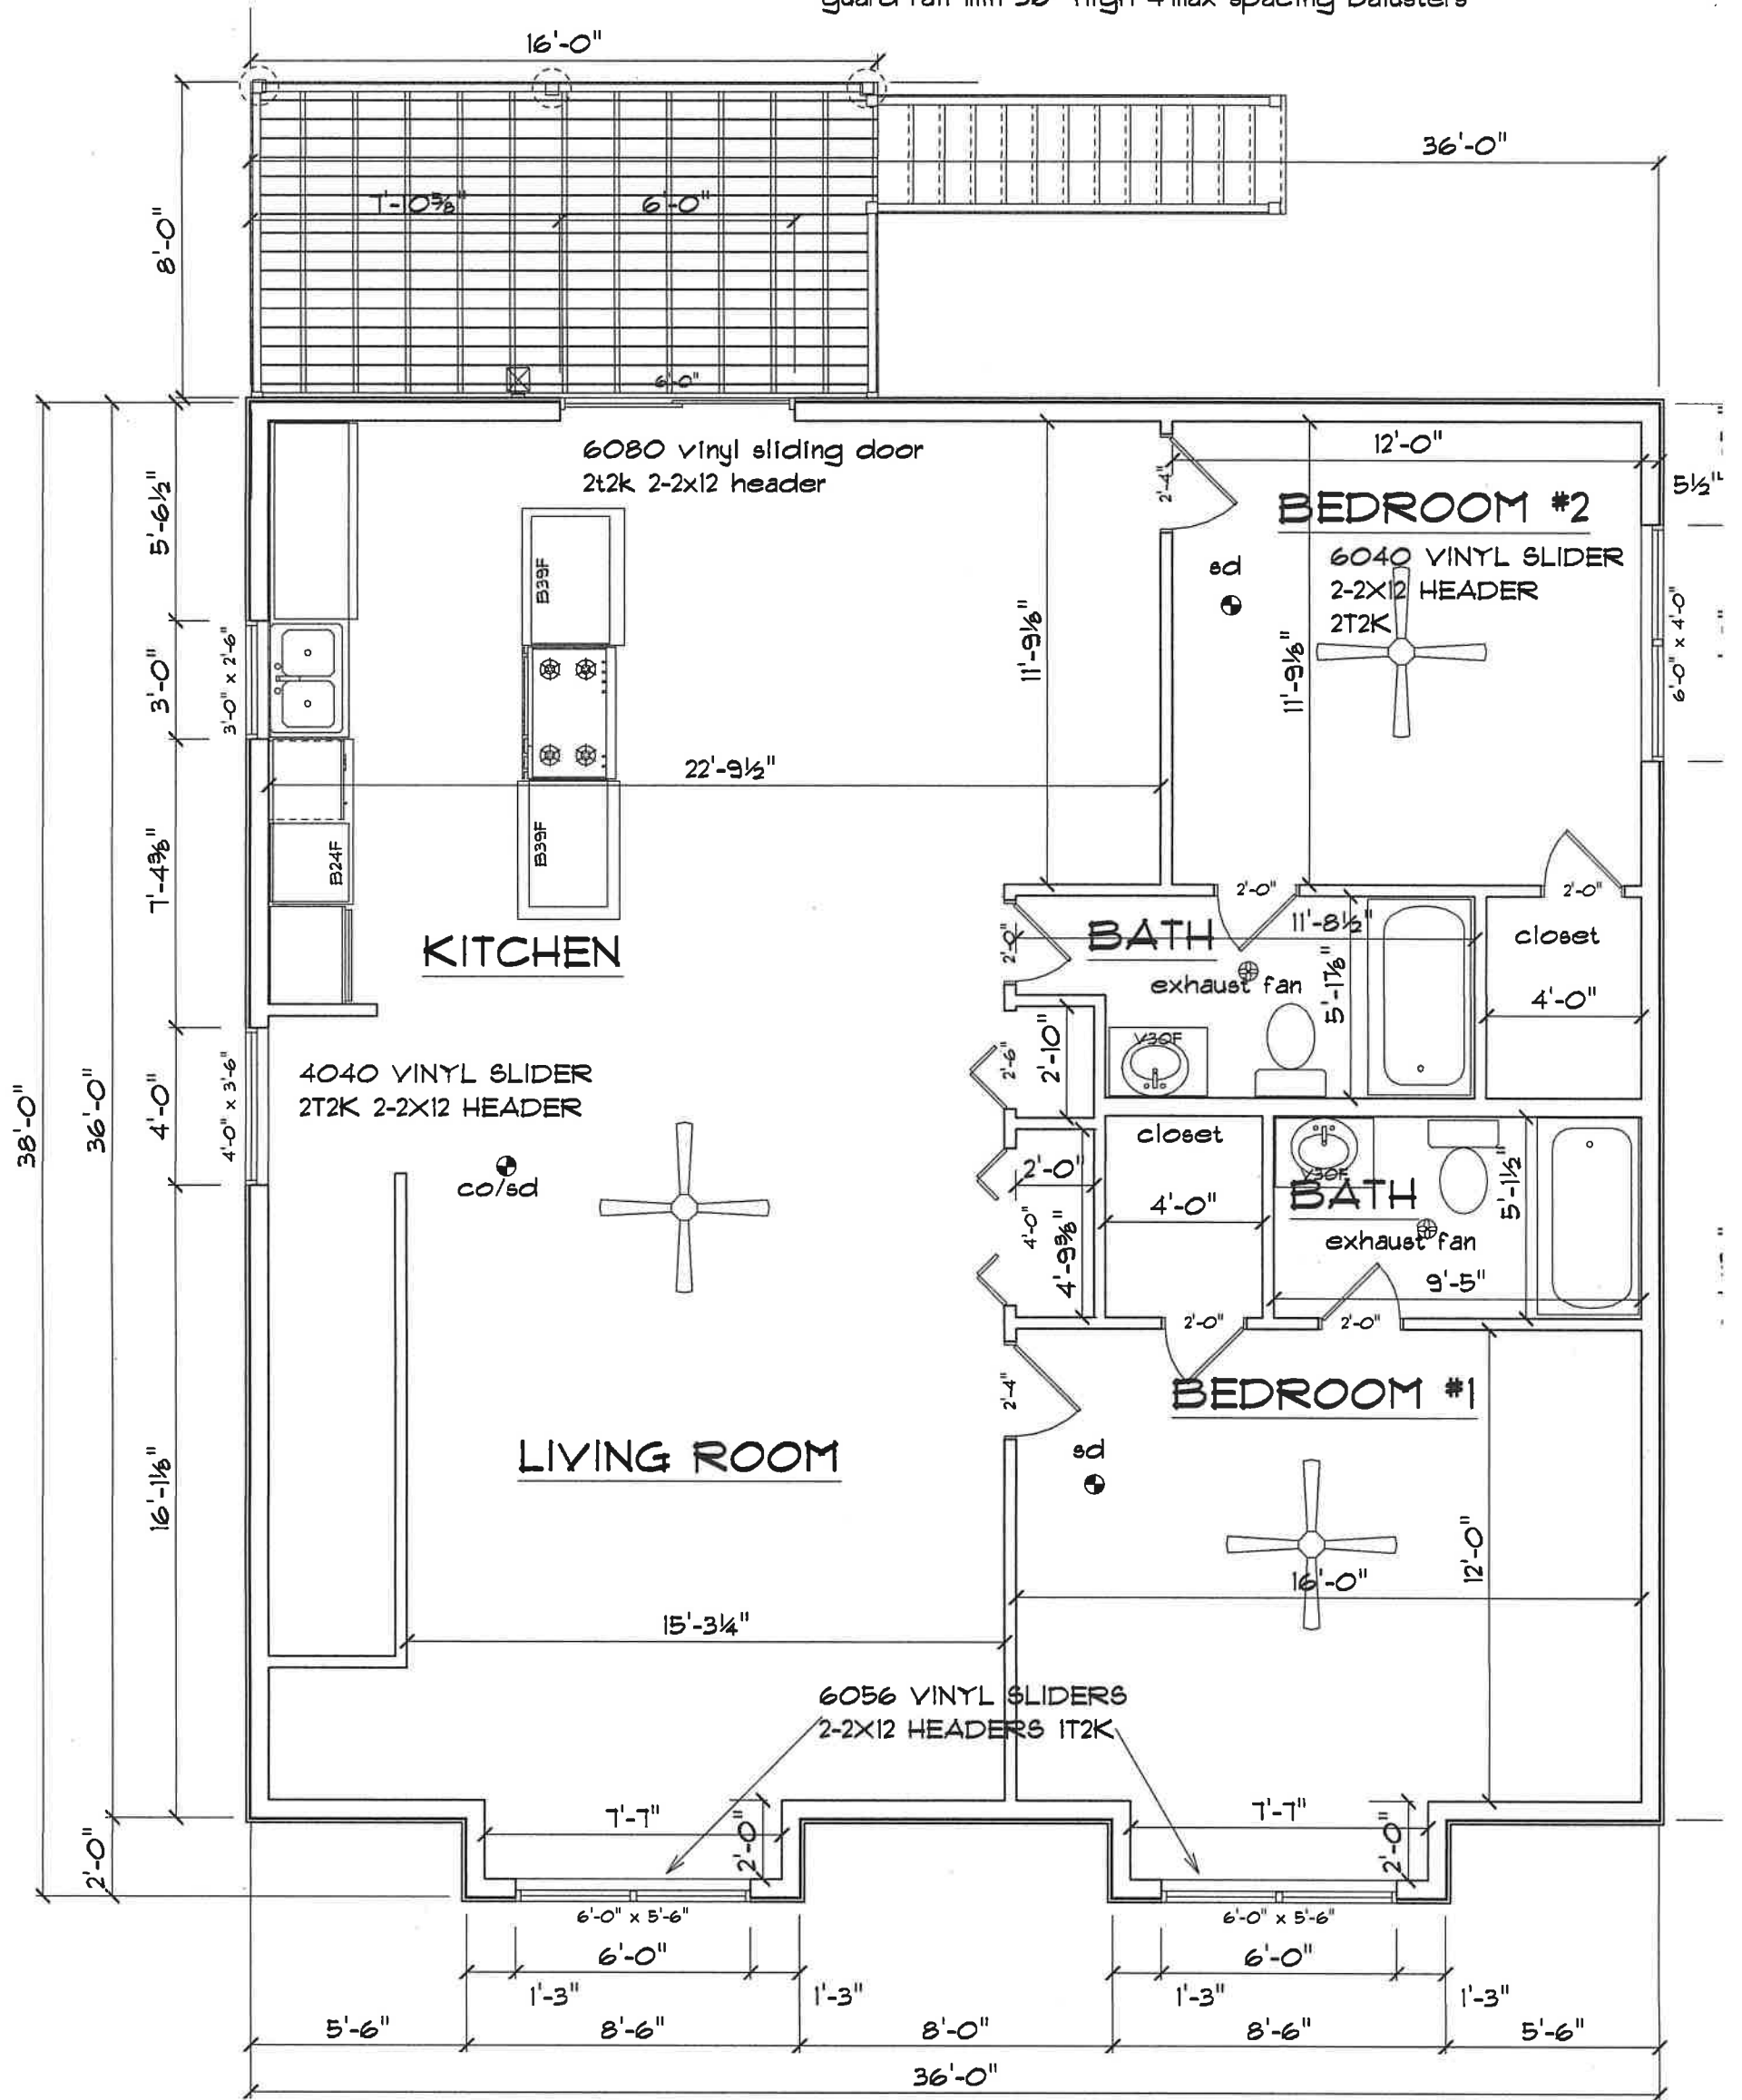 guard rail min 36" high 4"max spacing balusters
16'-0"
36'-0"
8'-0"
7'-0⅝"
6'-0"
6'-0"
6080 vinyl sliding door
2t2k 2-2x12 header
12'-0"
5½"
2'-4"
BEDROOM #2
6040 VINYL SLIDER
2-2X12 HEADER
2T2K
sd
5'-6½"
B39F
11'-9⅛"
11'-9⅛"
6'-0" x 4'-0"
3'-0"
3'-0" x 2'-6"
22'-9½"
7'-4⅜"
B24F
B39F
2'-0"
2'-0"
KITCHEN
2'-0"
BATH
11'-8½"
closet
exhaust fan
5'-1⅞"
4'-0"
V30F
2'-10"
2'-6"
4040 VINYL SLIDER
2T2K 2-2X12 HEADER
38'-0"
36'-0"
4'-0"
4'-0" x 3'-6"
co/sd
closet
2'-0"
4'-0"
4'-0"
4'-9⅜"
V30F
BATH
5'-1½"
exhaust fan
9'-5"
2'-0"
2'-0"
2'-4"
BEDROOM #1
LIVING ROOM
sd
16'-1⅛"
12'-0"
16'-0"
15'-3¼"
6056 VINYL SLIDERS
2-2X12 HEADERS 1T2K
7'-7"
2'-0"
7'-7"
2'-0"
2'-0"
6'-0" x 5'-6"
6'-0" x 5'-6"
6'-0"
6'-0"
1'-3"
1'-3"
1'-3"
1'-3"
5'-6"
8'-6"
8'-0"
8'-6"
5'-6"
36'-0"